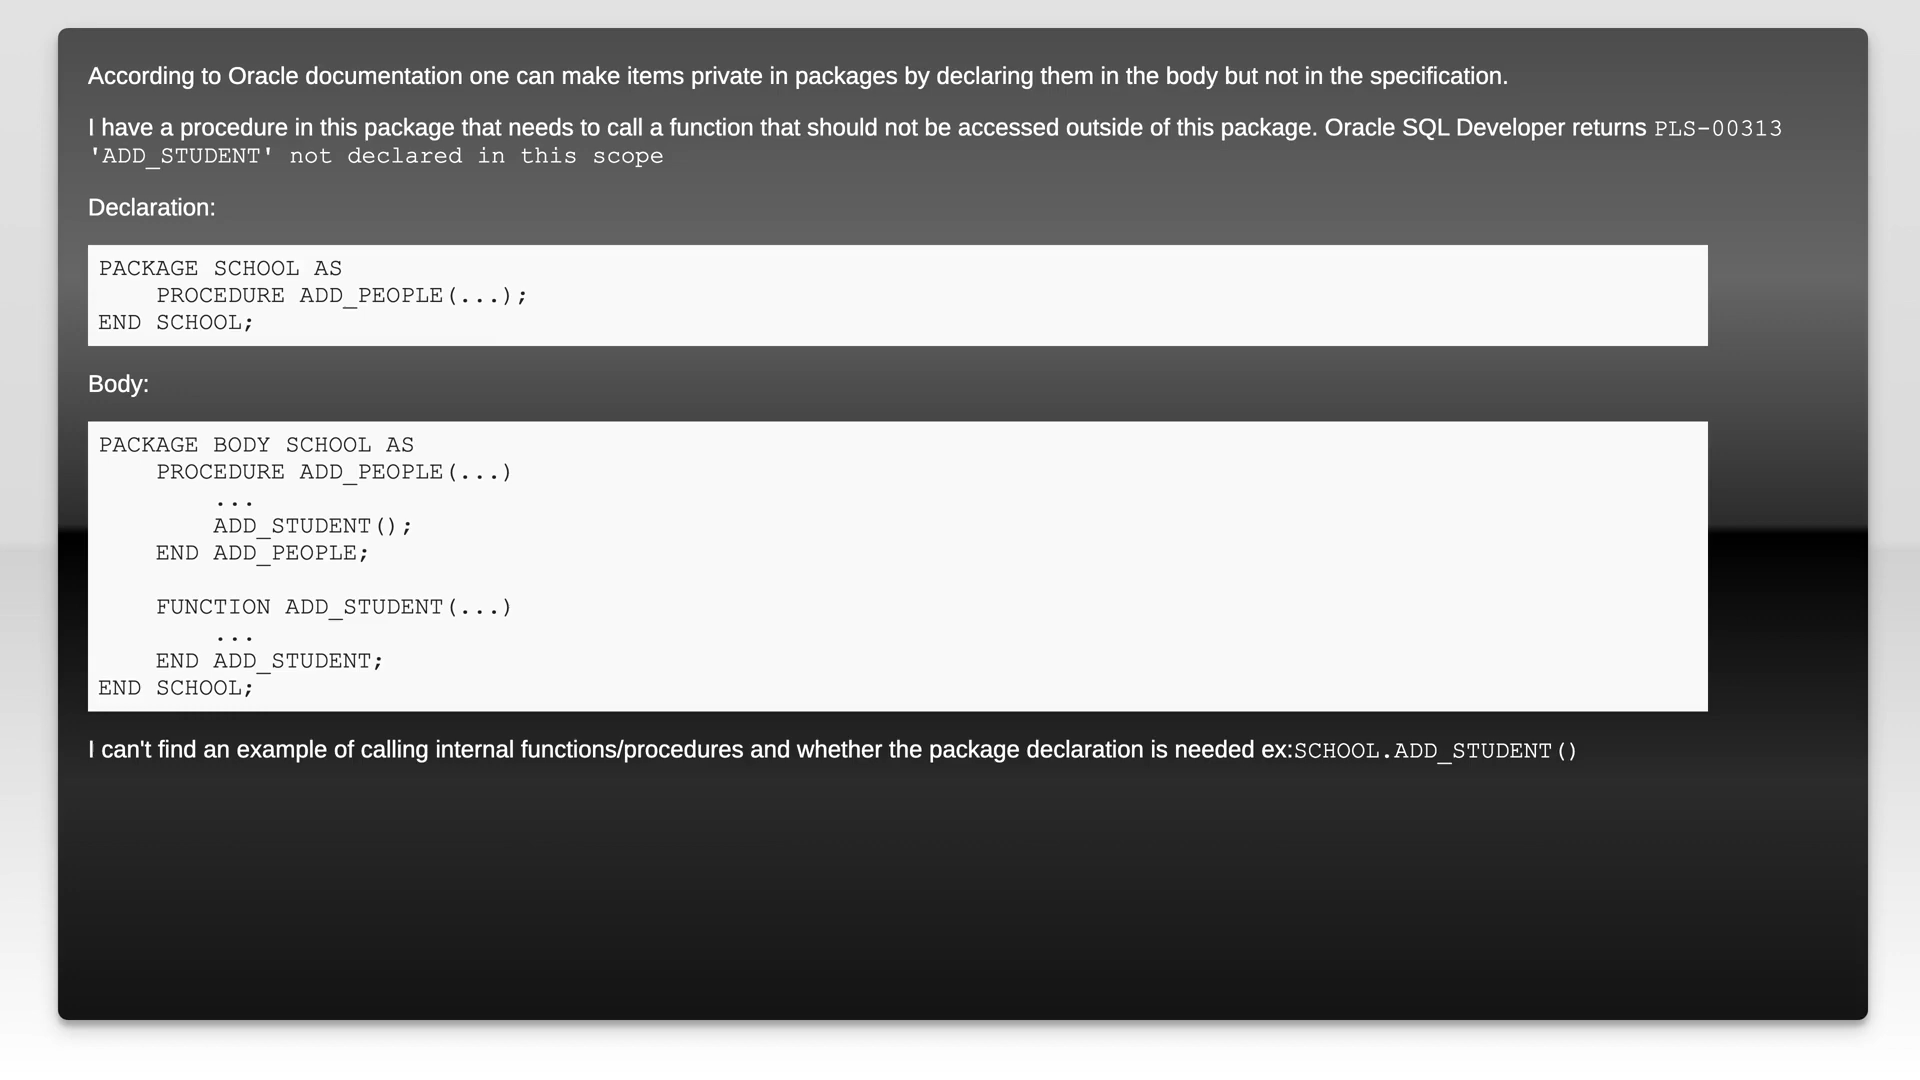 According to Oracle documentation one can make items private in packages by declaring them in the body but not in the specification.
I have a procedure in this package that needs to call a function that should not be accessed outside of this package. Oracle SQL Developer returns PLS-00313
'ADD_STUDENT' not declared in this scope
Declaration:
PACKAGE SCHOOL AS
    PROCEDURE ADD_PEOPLE(...);
END SCHOOL;
Body:
PACKAGE BODY SCHOOL AS
    PROCEDURE ADD_PEOPLE(...)
        ...
        ADD_STUDENT();
    END ADD_PEOPLE;
    FUNCTION ADD_STUDENT(...)
        ...
    END ADD_STUDENT;
END SCHOOL;
I can't find an example of calling internal functions/procedures and whether the package declaration is needed ex:SCHOOL.ADD_STUDENT()